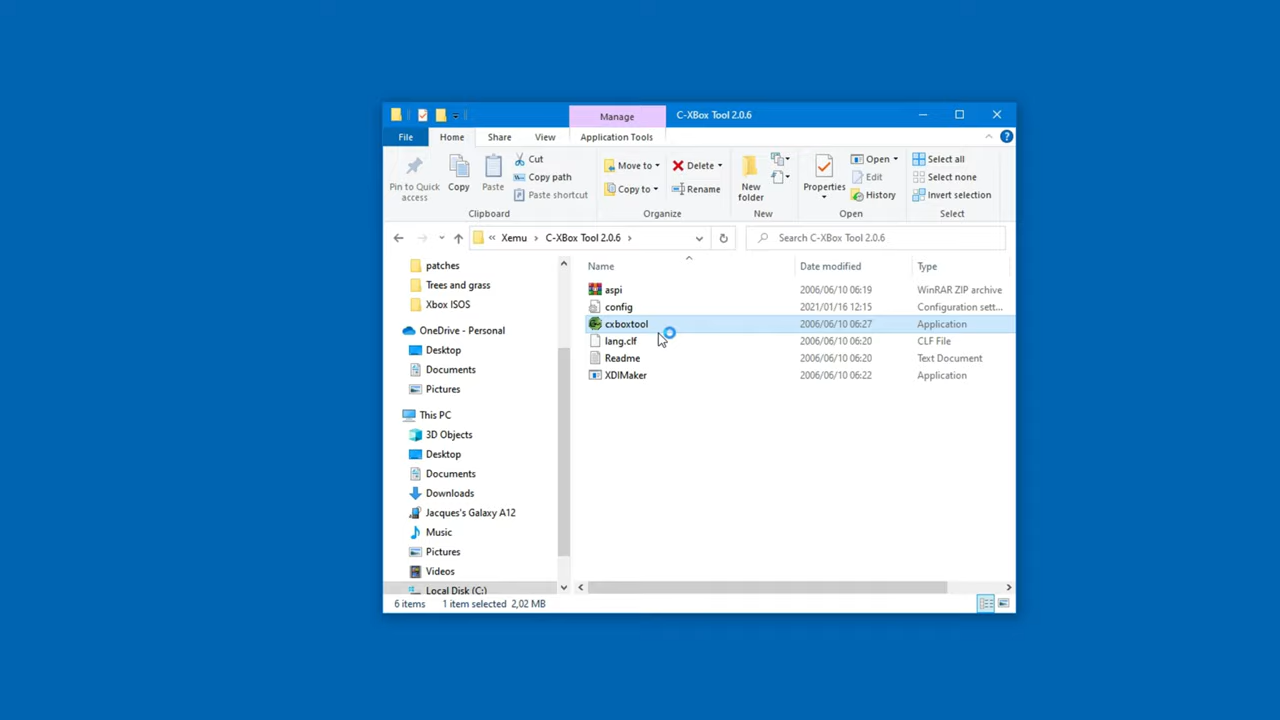 Manage
C-XBox Tool 2.0.6
File
Home
Share
View
Application Tools
Pin to Quick access
Copy
Paste
Cut
Copy path
Paste shortcut
Move to
Copy to
Delete
Rename
New folder
Properties
Open
Edit
History
Select all
Select none
Invert selection
Clipboard
Organize
New
Open
Select
« Xemu › C-XBox Tool 2.0.6 ›
Search C-XBox Tool 2.0.6
patches
Trees and grass
Xbox ISOS
OneDrive - Personal
Desktop
Documents
Pictures
This PC
3D Objects
Desktop
Documents
Downloads
Jacques's Galaxy A12
Music
Pictures
Videos
Local Disk (C:)
Name Date modified Type
aspi 2006/06/10 06:19 WinRAR ZIP archive
config 2021/01/16 12:15 Configuration sett...
cxboxtool 2006/06/10 06:27 Application
lang.clf 2006/06/10 06:20 CLF File
Readme 2006/06/10 06:20 Text Document
XDIMaker 2006/06/10 06:22 Application
6 items 1 item selected 2,02 MB